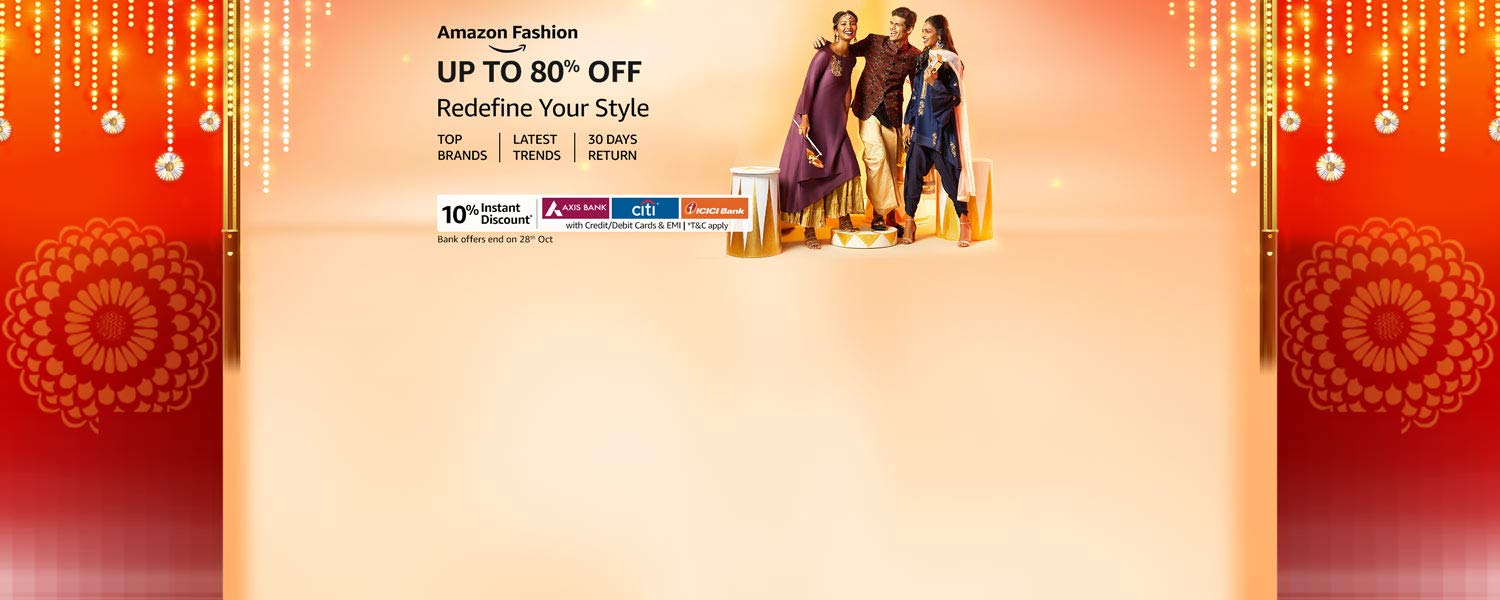 Amazon Fashion
UP TO 80% OFF
Redefine Your Style
TOP BRANDS | LATEST TRENDS | 30 DAYS RETURN
10% Instant Discount*
AXIS BANK citi ICICI Bank
with Credit/Debit Cards & EMI | *T&C apply
Bank offers end on 28th Oct